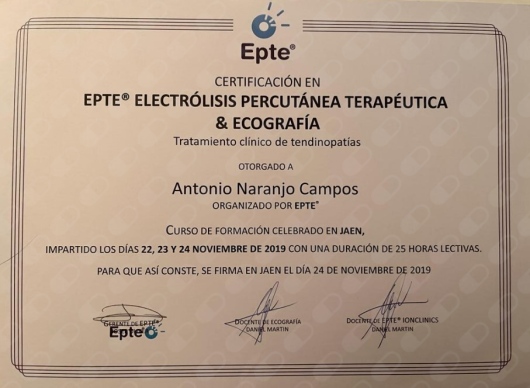 Epte®
CERTIFICACIÓN EN
EPTE® ELECTRÓLISIS PERCUTÁNEA TERAPÉUTICA
& ECOGRAFÍA
Tratamiento clínico de tendinopatías
OTORGADO A
Antonio Naranjo Campos
ORGANIZADO POR EPTE®
CURSO DE FORMACIÓN CELEBRADO EN JAEN,
IMPARTIDO LOS DÍAS 22, 23 Y 24 NOVIEMBRE DE 2019 CON UNA DURACIÓN DE 25 HORAS LECTIVAS.
PARA QUE ASÍ CONSTE, SE FIRMA EN JAEN EL DÍA 24 DE NOVIEMBRE DE 2019
GERENTE DE EPTE® DOCENTE DE ECOGRAFÍA DOCENTE DE EPTE® IONCLINICS
Epte DANIEL MARTIN DANIEL MARTIN